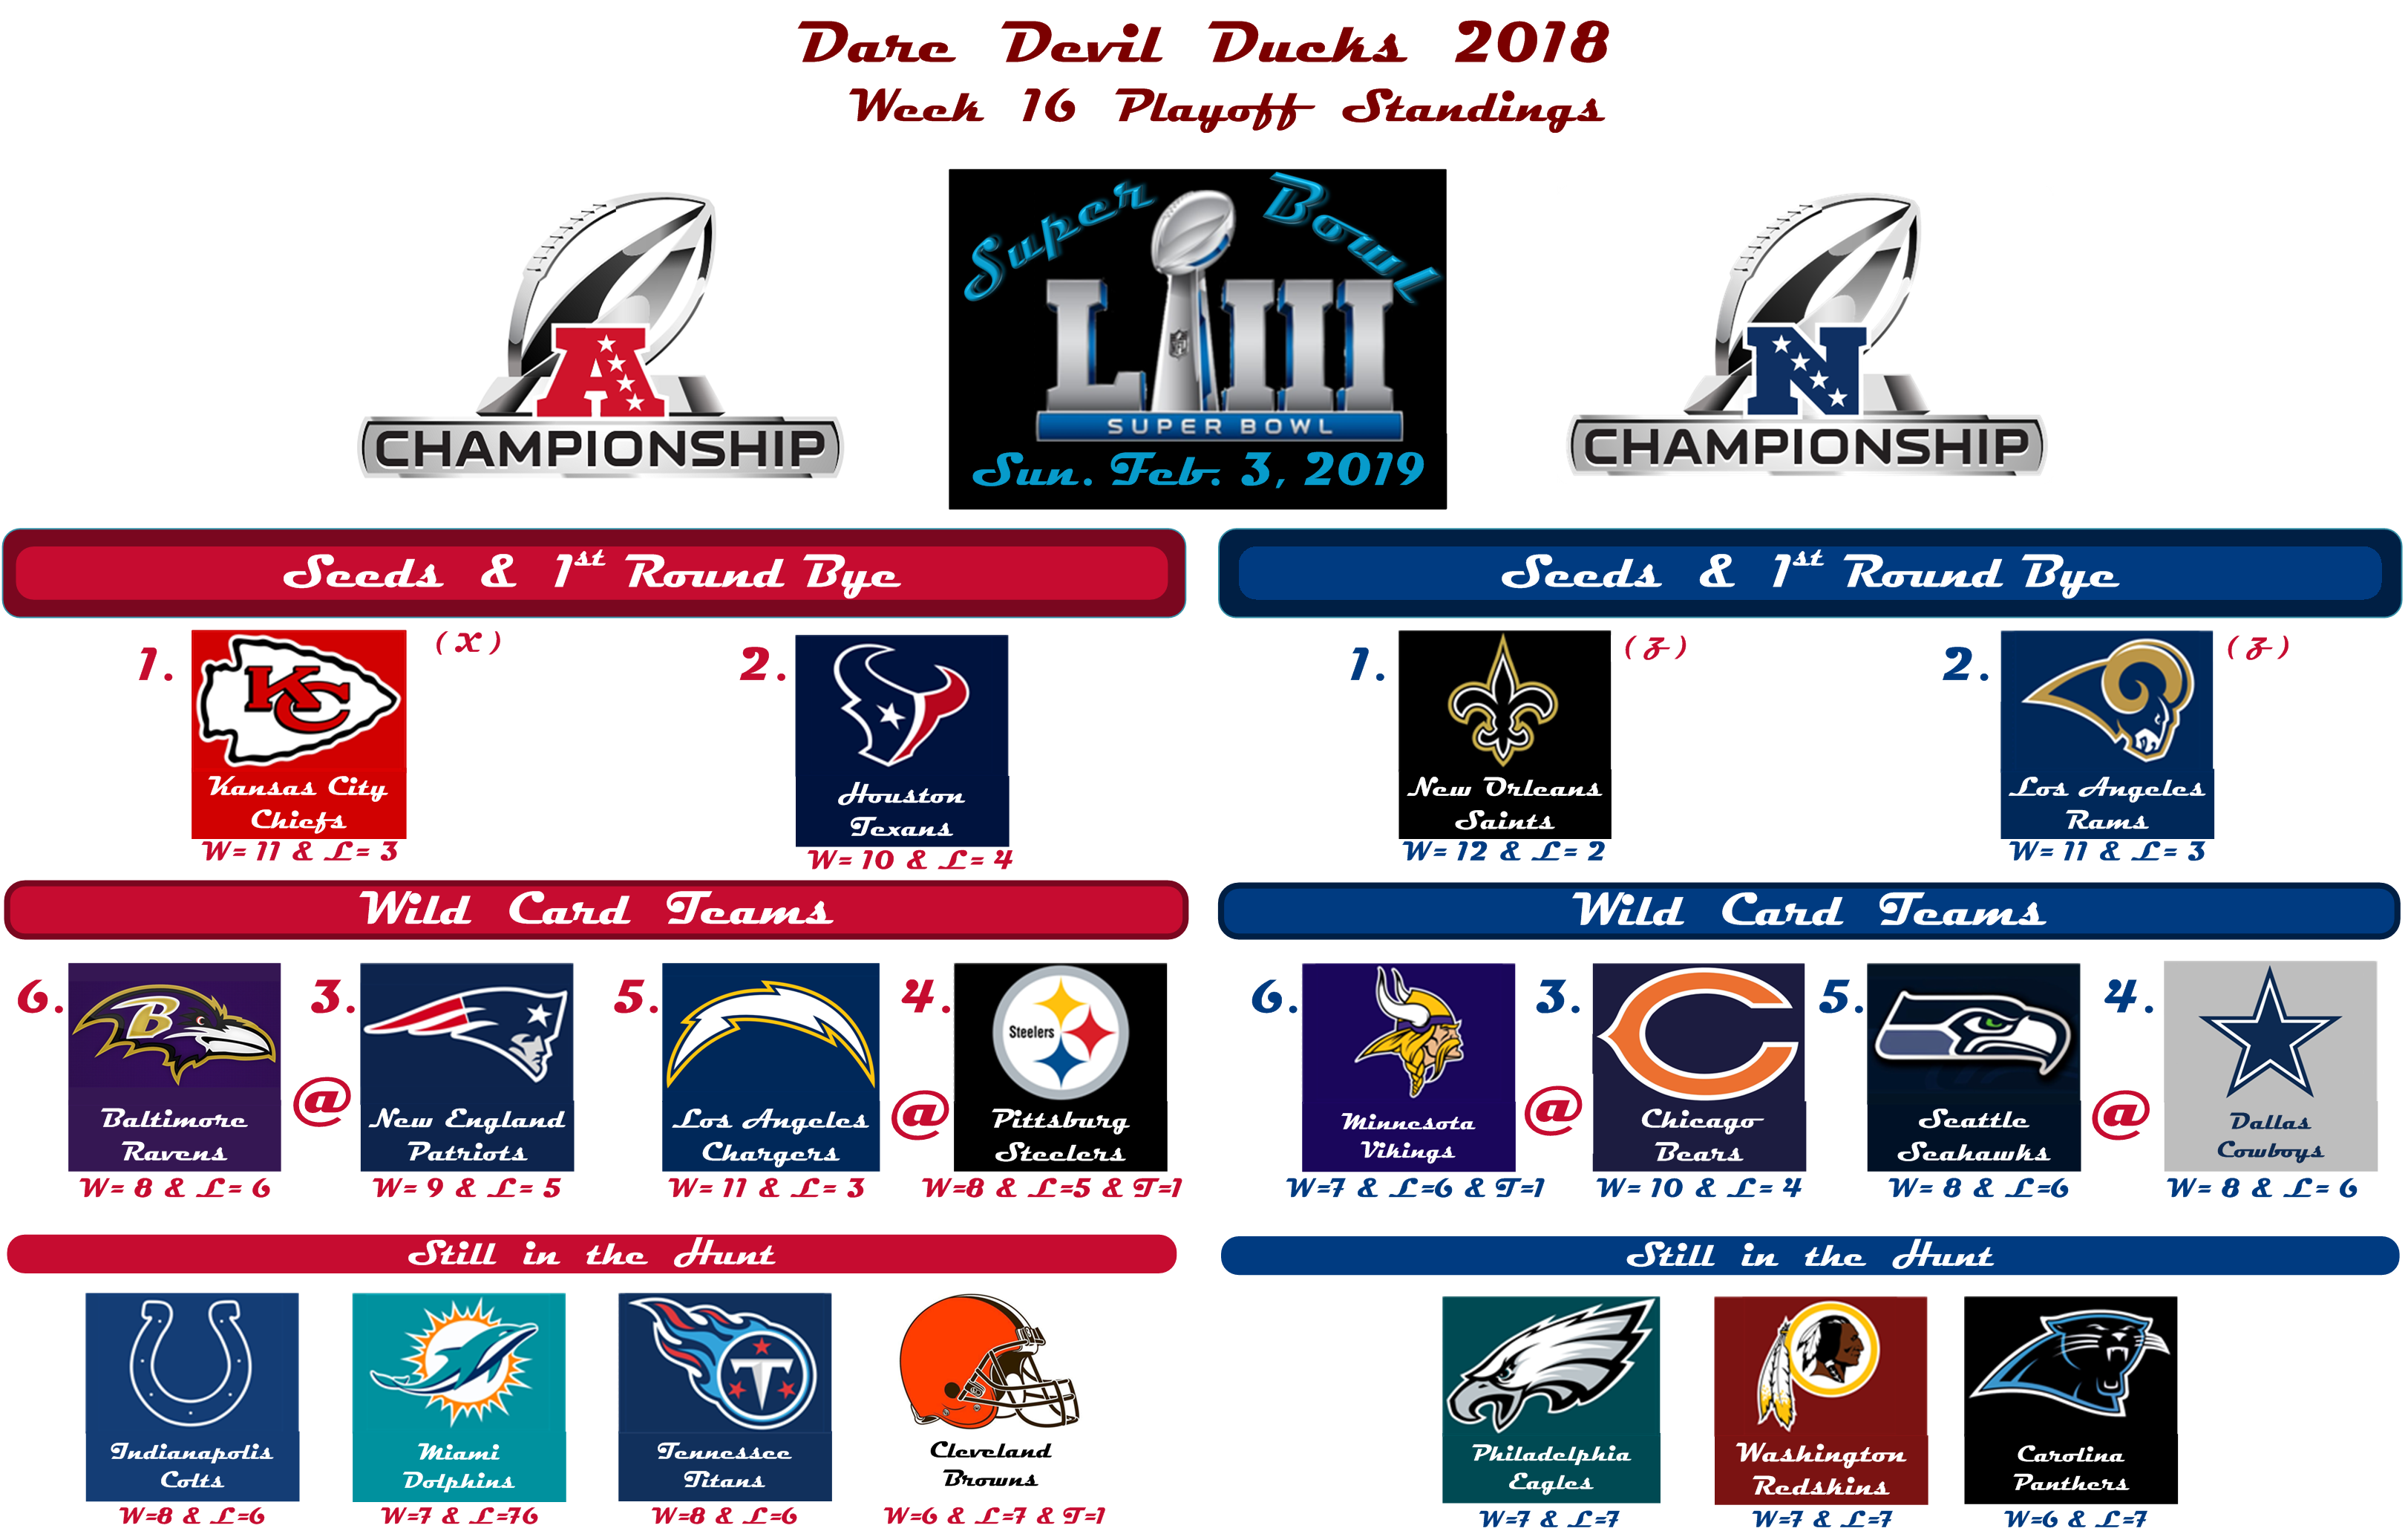 Dare Devil Ducks 2018
Week 16 Playoff Standings
Super Bowl
LIII
SUPER BOWL
Sun. Feb. 3, 2019
A
CHAMPIONSHIP
N
CHAMPIONSHIP
Seeds & 1st Round Bye
1.
KC
Kansas City
Chiefs
(X)
W= 11 & L= 3
2.
Houston
Texans
W= 10 & L= 4
Seeds & 1st Round Bye
1.
New Orleans
Saints
(Z)
W= 12 & L= 2
2.
Los Angeles
Rams
(Z)
W= 11 & L= 3
Wild Card Teams
6.
B
Baltimore
Ravens
W= 8 & L= 6
@
3.
New England
Patriots
W= 9 & L= 5
5.
Los Angeles
Chargers
W= 11 & L= 3
@
4.
Steelers
Pittsburg
Steelers
W=8 & L=5 & T=1
Wild Card Teams
6.
Minnesota
Vikings
W=7 & L=6 & T=1
@
3.
C
Chicago
Bears
W= 10 & L= 4
5.
Seattle
Seahawks
W= 8 & L=6
@
4.
Dallas
Cowboys
W= 8 & L= 6
Still in the Hunt
Indianapolis
Colts
W=8 & L=6
Miami
Dolphins
W=7 & L=76
T
Tennessee
Titans
W=8 & L=6
Cleveland
Browns
W=6 & L=7 & T=1
Still in the Hunt
Philadelphia
Eagles
W=7 & L=7
Washington
Redskins
W=7 & L=7
Carolina
Panthers
W=6 & L=7